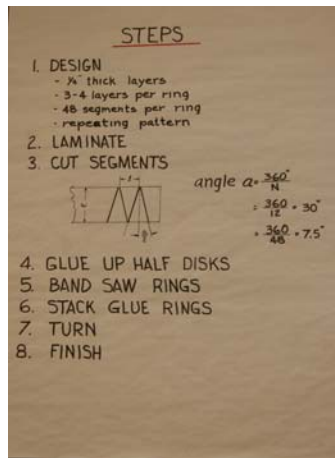 STEPS
1. DESIGN
- 1/4" thick layers
- 3-4 layers per ring
- 48 segments per ring
- repeating pattern
2. LAMINATE
3. CUT SEGMENTS
angle a = 360°/N
= 360/12 = 30°
= 360/48 = 7.5°
4. GLUE UP HALF DISKS
5. BAND SAW RINGS
6. STACK GLUE RINGS
7. TURN
8. FINISH